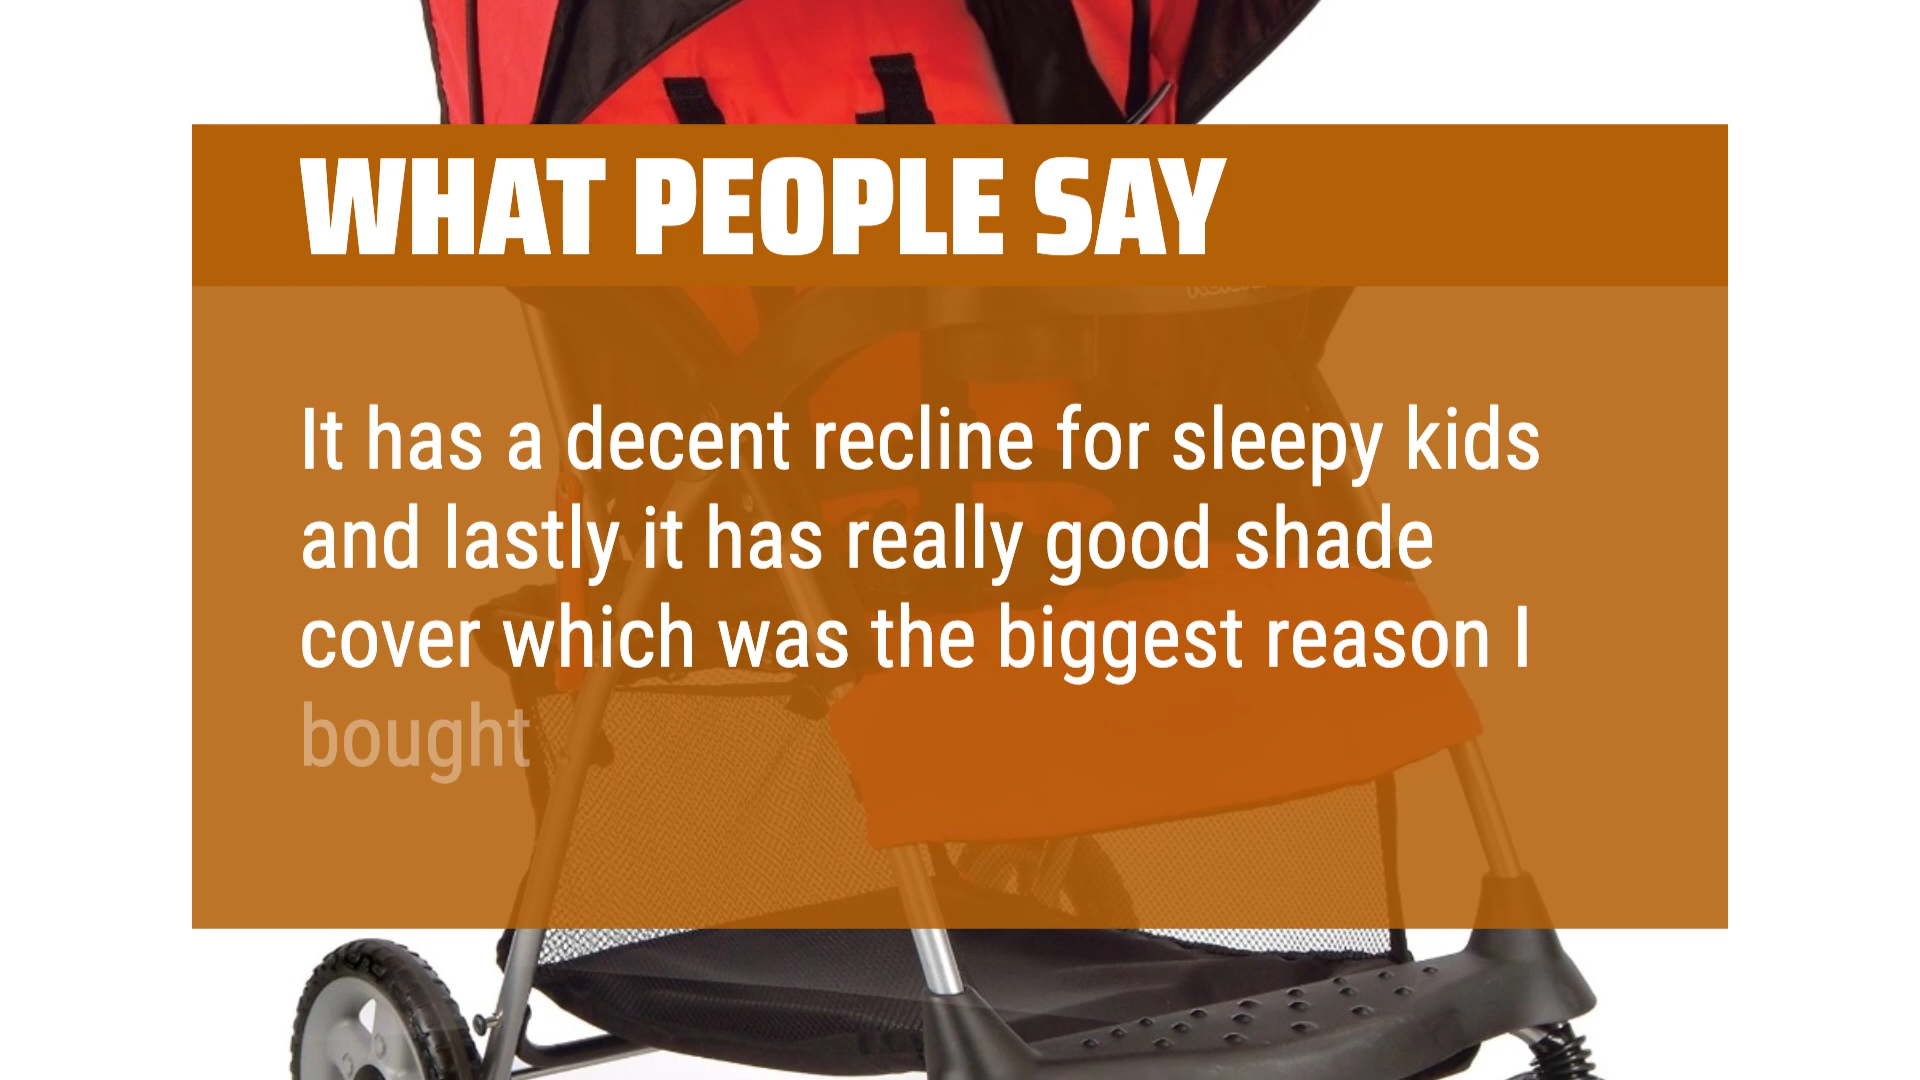 WHAT PEOPLE SAY
It has a decent recline for sleepy kids
and lastly it has really good shade
cover which was the biggest reason I
bought